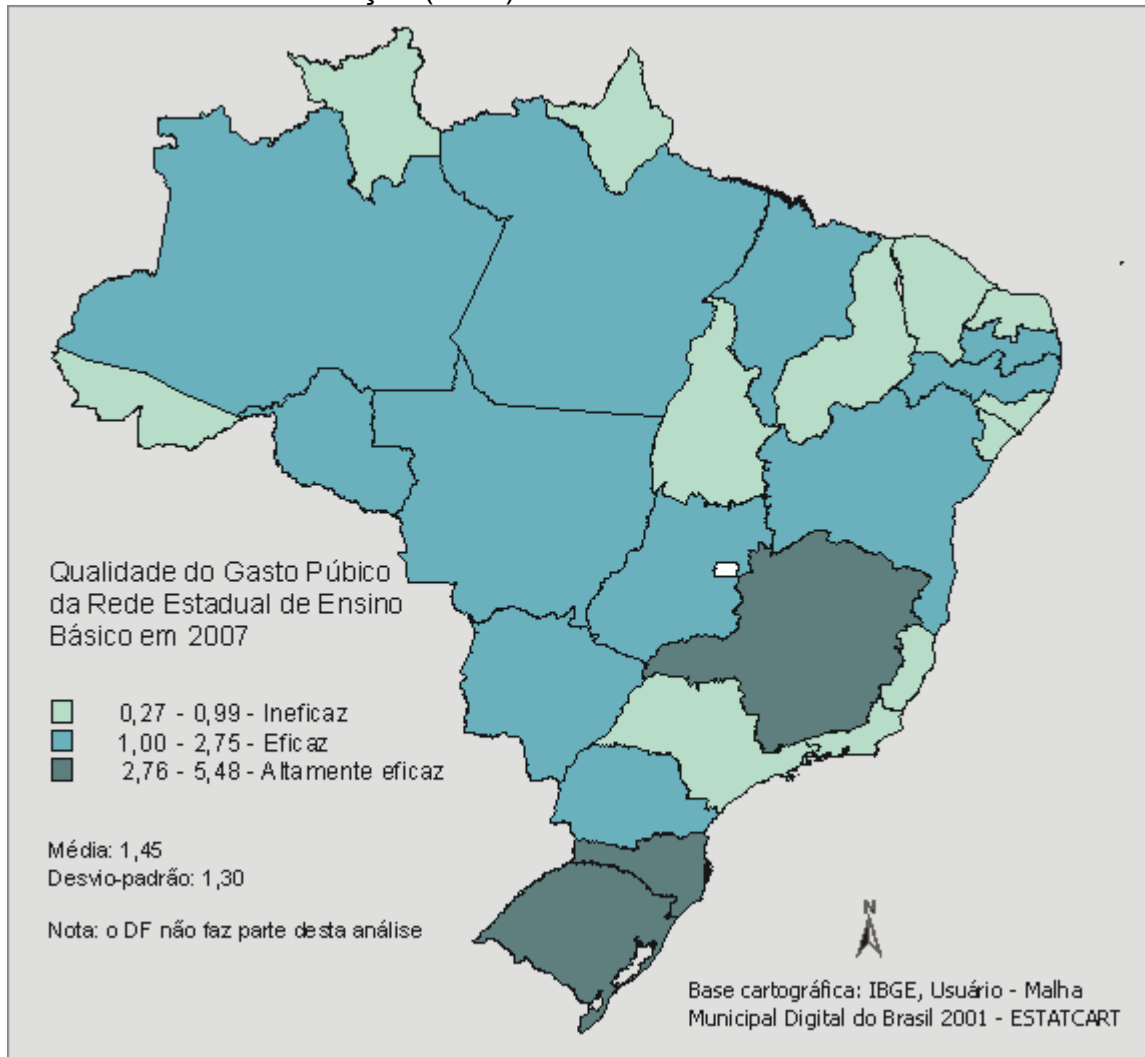 Qualidade do Gasto Púbico
da Rede Estadual de Ensino
Básico em 2007
0,27 - 0,99 - Ineficaz
1,00 - 2,75 - Eficaz
2,76 - 5,48 - Altamente eficaz
Média: 1,45
Desvio-padrão: 1,30
Nota: o DF não faz parte desta análise
N
Base cartográfica: IBGE, Usuário - Malha
Municipal Digital do Brasil 2001 - ESTATCART